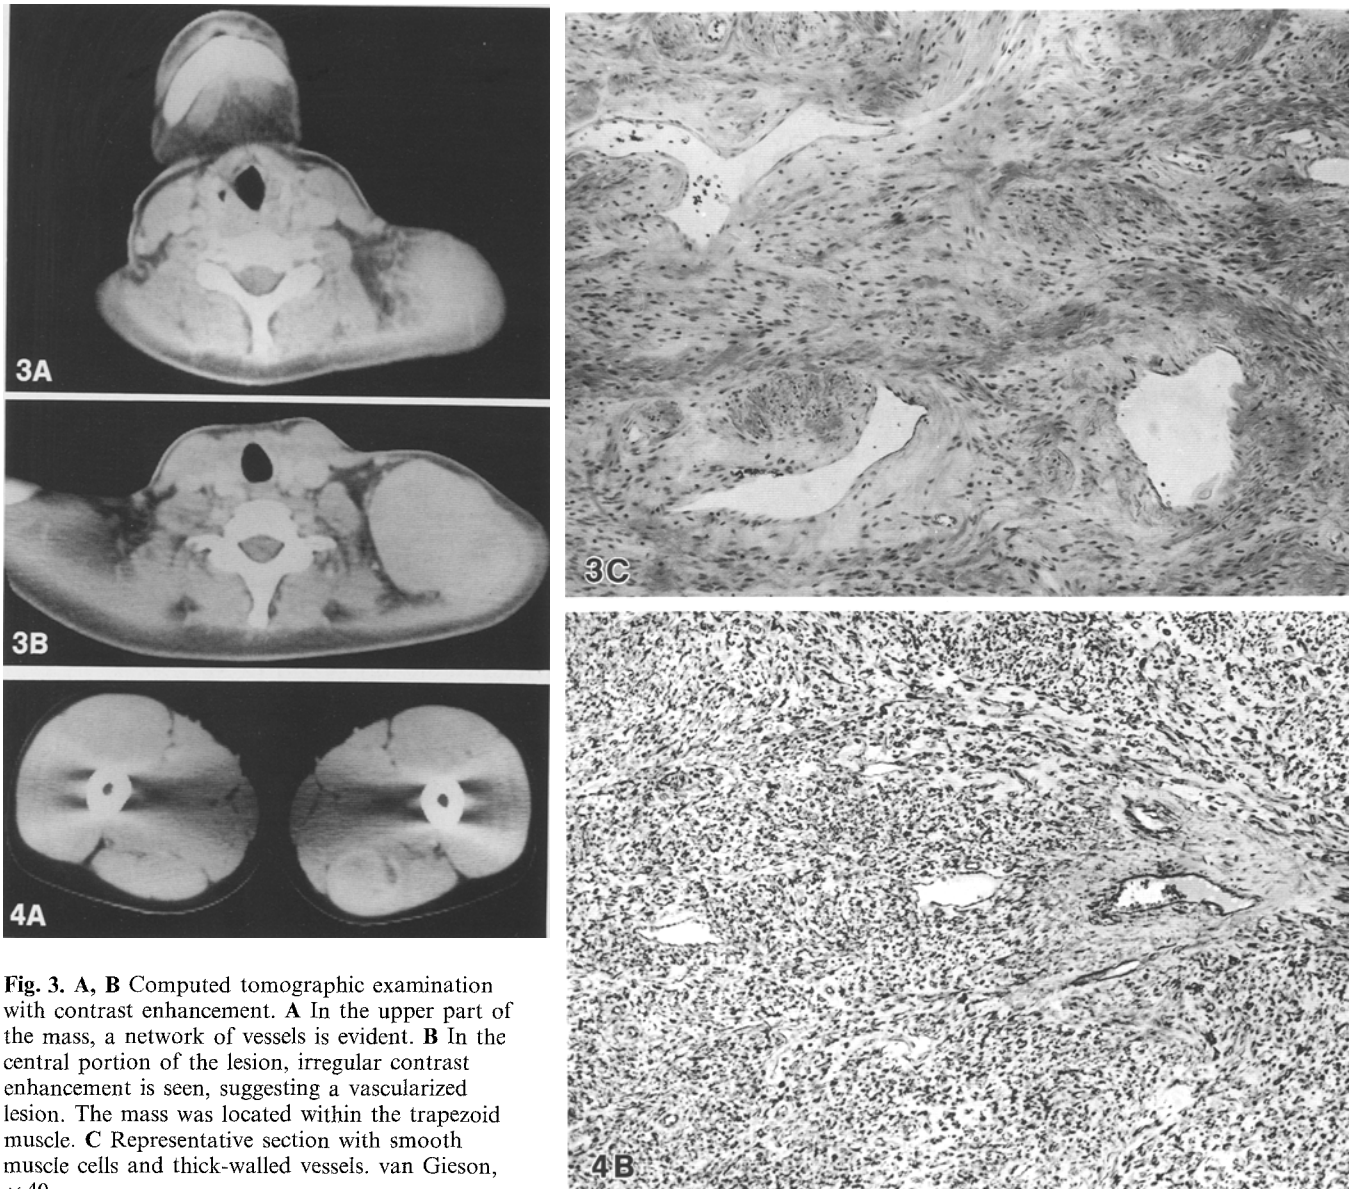 3A
3B
4A
3C
4B
Fig. 3. A, B Computed tomographic examination
with contrast enhancement. A In the upper part of
the mass, a network of vessels is evident. B In the
central portion of the lesion, irregular contrast
enhancement is seen, suggesting a vascularized
lesion. The mass was located within the trapezoid
muscle. C Representative section with smooth
muscle cells and thick-walled vessels. van Gieson,